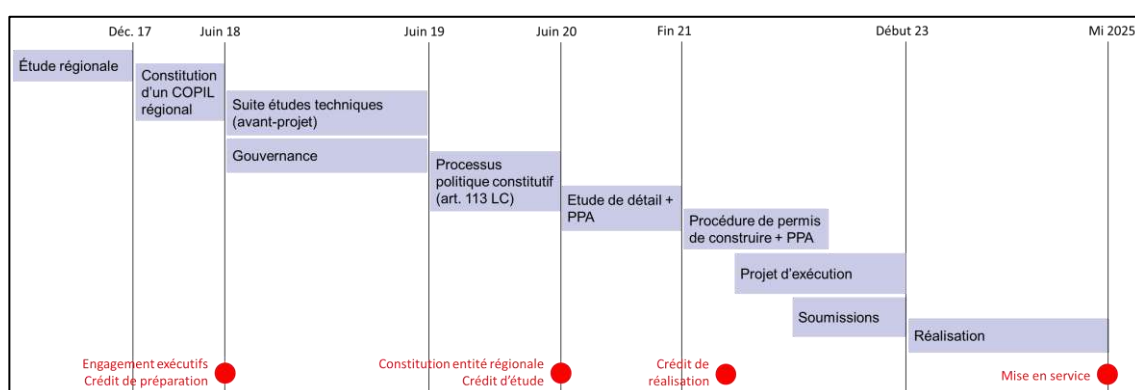 Déc. 17 Juin 18 Juin 19 Juin 20 Fin 21 Début 23 Mi 2025
Étude régionale
Constitution
d'un COPIL
régional
Suite études techniques
(avant-projet)
Gouvernance
Processus
politique constitutif
(art. 113 LC)
Etude de détail +
PPA
Procédure de permis
de construire + PPA
Projet d'exécution
Soumissions
Réalisation
Engagement exécutifs
Crédit de préparation
Constitution entité régionale
Crédit d'étude
Crédit de
réalisation
Mise en service